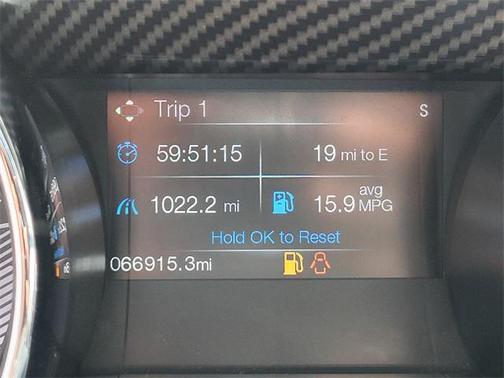 Trip 1
S
59:51:15
19 mi to E
1022.2 mi
15.9 avg MPG
Hold OK to Reset
066915.3mi